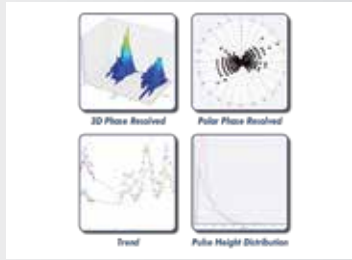 3D Phase Resolved
Polar Phase Resolved
Trend
Pulse Height Distribution